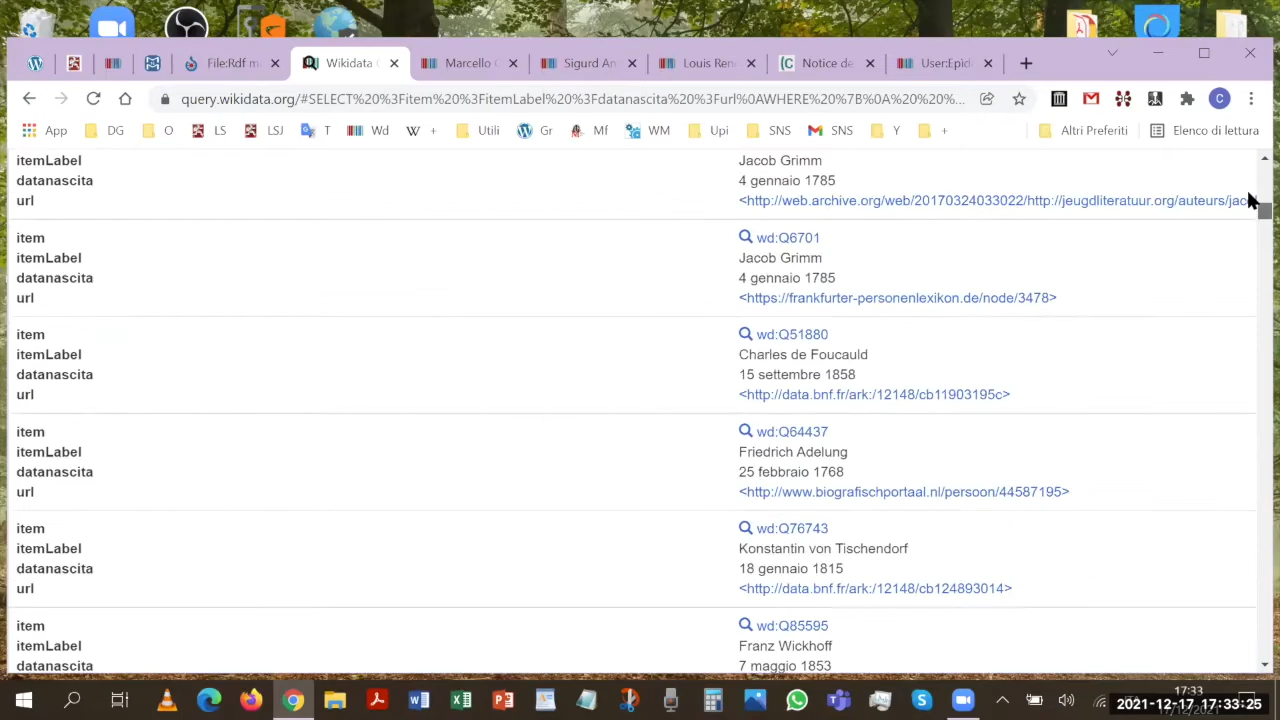 File:Rdf m
Wikidata
Marcello
Sigurd An
Louis Ren
Notice de
User:Epid
query.wikidata.org/#SELECT%20%3Fitem%20%3FitemLabel%20%3Fdatanascita%20%3Furl%0AWHERE%20%7B%0A%20%20%20...
App DG O LS LSJ T Wd + Utili Gr Mf WM Upi SNS SNS Y + Altri Preferiti Elenco di lettura
itemLabel Jacob Grimm
datanascita 4 gennaio 1785
url <http://web.archive.org/web/20170324033022/http://jeugdliteratuur.org/auteurs/jac
item wd:Q6701
itemLabel Jacob Grimm
datanascita 4 gennaio 1785
url <https://frankfurter-personenlexikon.de/node/3478>
item wd:Q51880
itemLabel Charles de Foucauld
datanascita 15 settembre 1858
url <http://data.bnf.fr/ark:/12148/cb11903195c>
item wd:Q64437
itemLabel Friedrich Adelung
datanascita 25 febbraio 1768
url <http://www.biografischportaal.nl/persoon/44587195>
item wd:Q76743
itemLabel Konstantin von Tischendorf
datanascita 18 gennaio 1815
url <http://data.bnf.fr/ark:/12148/cb124893014>
item wd:Q85595
itemLabel Franz Wickhoff
datanascita 7 maggio 1853
17:33
2021-12-17 17:33:25